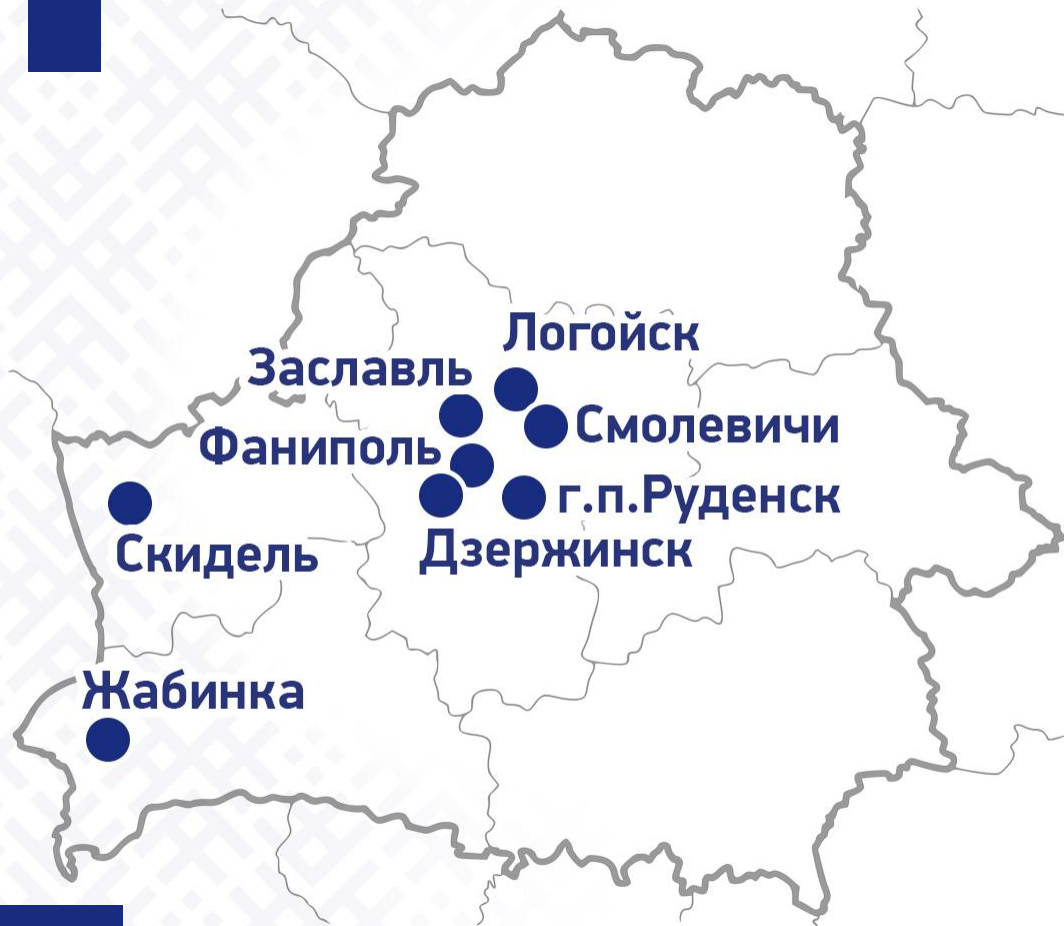 Логойск
Заславль
Смолевичи
Фаниполь
г.п.Руденск
Дзержинск
Скидель
Жабинка